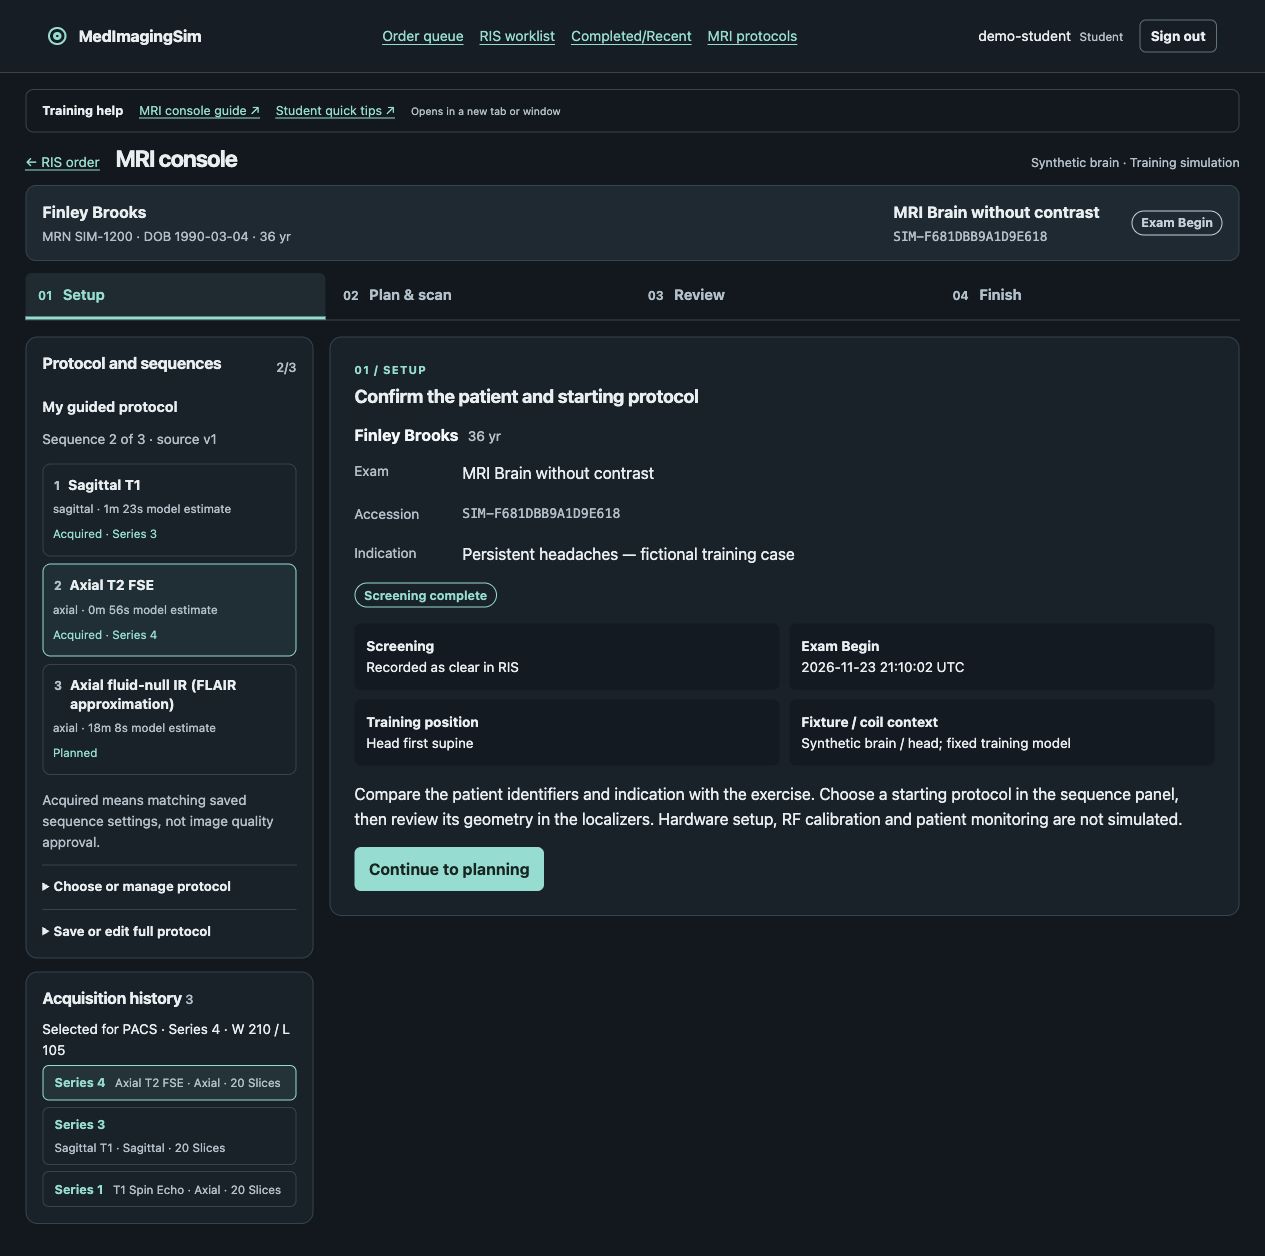 MedImagingSim
Order queue RIS worklist Completed/Recent MRI protocols
demo-student Student Sign out
Training help MRI console guide ↗ Student quick tips ↗ Opens in a new tab or window
← RIS order MRI console
Synthetic brain · Training simulation
Finley Brooks
MRN SIM-1200 · DOB 1990-03-04 · 36 yr
MRI Brain without contrast
SIM-F681DBB9A1D9E618
Exam Begin
01 Setup
02 Plan & scan
03 Review
04 Finish
Protocol and sequences 2/3
My guided protocol
Sequence 2 of 3 · source v1
1 Sagittal T1
sagittal · 1m 23s model estimate
Acquired · Series 3
2 Axial T2 FSE
axial · 0m 56s model estimate
Acquired · Series 4
3 Axial fluid-null IR (FLAIR
approximation)
axial · 18m 8s model estimate
Planned
Acquired means matching saved
sequence settings, not image quality
approval.
▶ Choose or manage protocol
▶ Save or edit full protocol
Acquisition history 3
Selected for PACS · Series 4 · W 210 / L
105
Series 4 Axial T2 FSE · Axial · 20 Slices
Series 3
Sagittal T1 · Sagittal · 20 Slices
Series 1 T1 Spin Echo · Axial · 20 Slices
01 / SETUP
Confirm the patient and starting protocol
Finley Brooks 36 yr
Exam MRI Brain without contrast
Accession SIM-F681DBB9A1D9E618
Indication Persistent headaches — fictional training case
Screening complete
Screening
Recorded as clear in RIS
Exam Begin
2026-11-23 21:10:02 UTC
Training position
Head first supine
Fixture / coil context
Synthetic brain / head; fixed training model
Compare the patient identifiers and indication with the exercise. Choose a starting protocol in the sequence panel,
then review its geometry in the localizers. Hardware setup, RF calibration and patient monitoring are not simulated.
Continue to planning